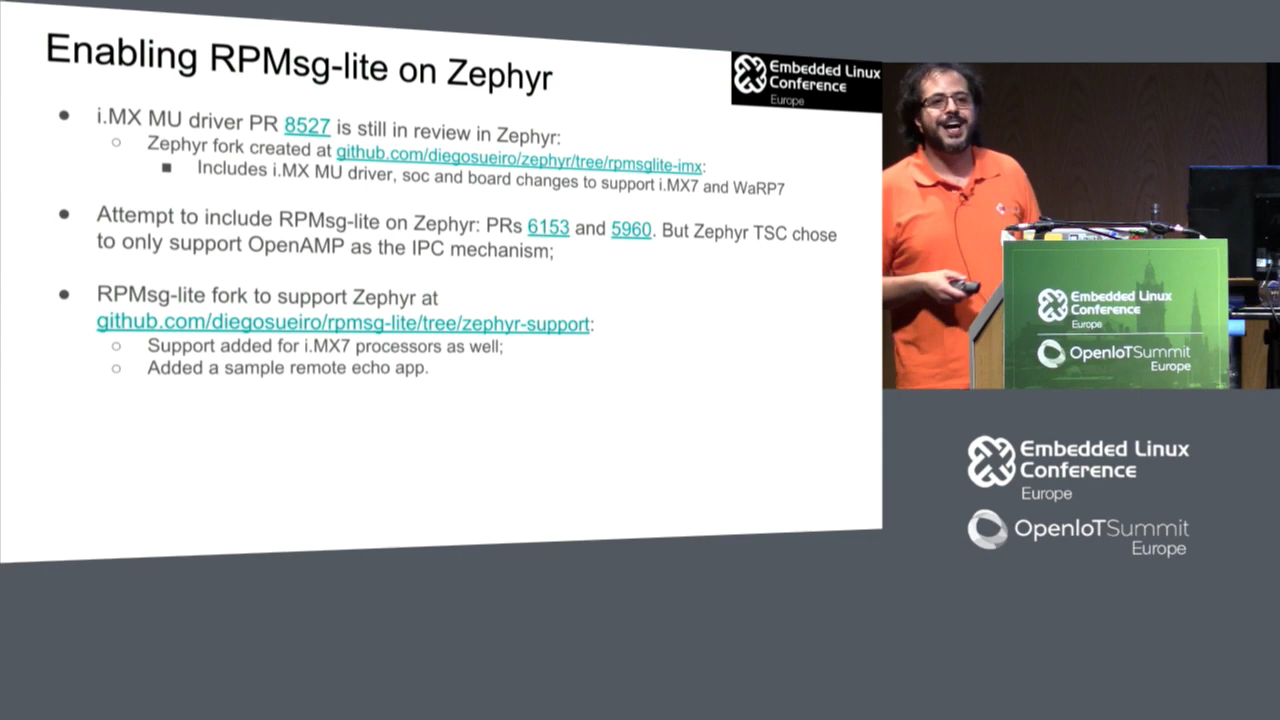 Enabling RPMsg-lite on Zephyr
Embedded Linux
Conference
Europe
● i.MX MU driver PR 8527 is still in review in Zephyr:
○ Zephyr fork created at github.com/diegosueiro/zephyr/tree/rpmsglite-imx:
■ Includes i.MX MU driver, soc and board changes to support i.MX7 and WaRP7
● Attempt to include RPMsg-lite on Zephyr: PRs 6153 and 5960. But Zephyr TSC chose
to only support OpenAMP as the IPC mechanism;
● RPMsg-lite fork to support Zephyr at
github.com/diegosueiro/rpmsg-lite/tree/zephyr-support:
○ Support added for i.MX7 processors as well;
○ Added a sample remote echo app.
Embedded Linux
Conference
Europe
OpenIoTSummit
Europe
Embedded Linux
Conference
Europe
OpenIoTSummit
Europe